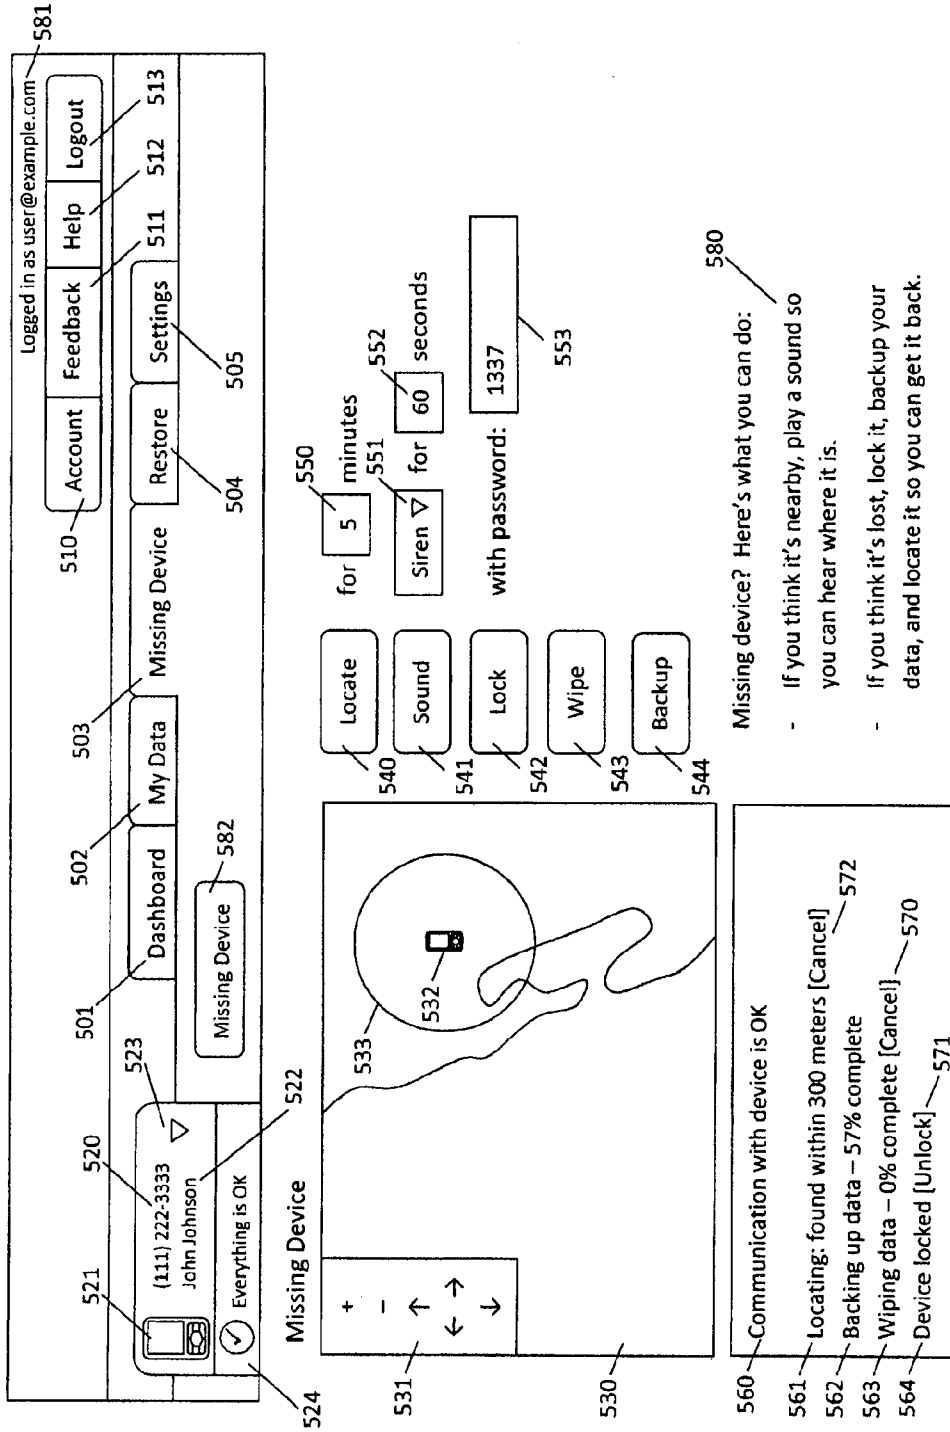 Logged in as user@example.com 581
Account Feedback Help Logout
510 511 512 513
501 502 503
Dashboard My Data Missing Device Restore Settings
504 505
521 520 523
(111) 222-3333
John Johnson
522
Everything is OK
524
Missing Device 582
Missing Device
531
+
-
530
533
532
540 Locate for 5 minutes 550
541 Sound Siren for 60 seconds 551 552
542 Lock with password: 1337 553
543 Wipe
544 Backup
560 Communication with device is OK
561 Locating: found within 300 meters [Cancel] 572
562 Backing up data – 57% complete
563 Wiping data – 0% complete [Cancel] 570
564 Device locked [Unlock] 571
580
Missing device? Here's what you can do:
- If you think it's nearby, play a sound so
you can hear where it is.
- If you think it's lost, lock it, backup your
data, and locate it so you can get it back.